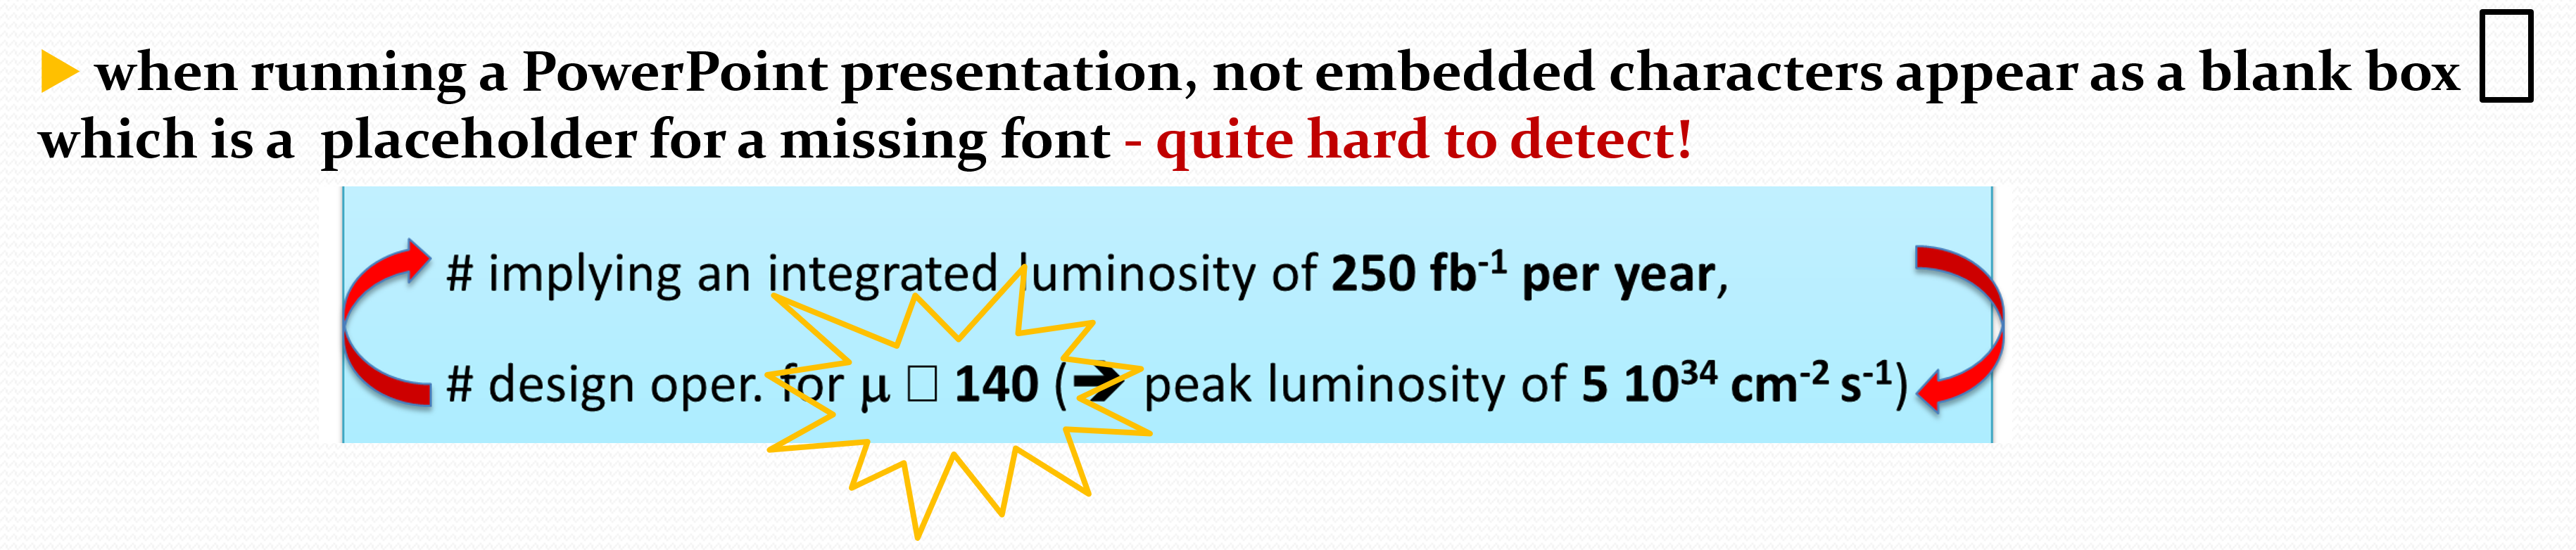 ▶ when running a PowerPoint presentation, not embedded characters appear as a blank box □
which is a placeholder for a missing font - quite hard to detect!
# implying an integrated luminosity of 250 fb⁻¹ per year,
# design oper. for μ □ 140 (➔ peak luminosity of 5 10³⁴ cm⁻² s⁻¹)